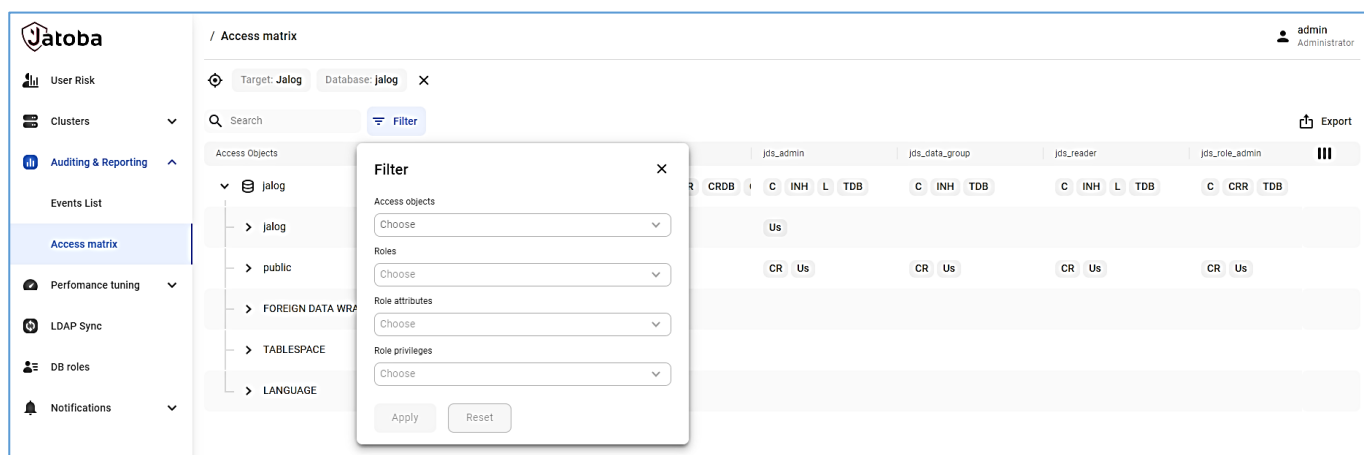 Jatoba
/ Access matrix
admin
Administrator
User Risk
Clusters
Auditing & Reporting
Events List
Access matrix
Perfomance tuning
LDAP Sync
DB roles
Notifications
Target: Jalog Database: jalog
Search
Filter
Export
Access Objects jds_admin jds_data_group jds_reader jds_role_admin
jalog R CRDB C INH L TDB C INH TDB C INH L TDB C CRR TDB
jalog Us
public CR Us CR Us CR Us CR Us
FOREIGN DATA WRA
TABLESPACE
LANGUAGE
Filter
Access objects
Choose
Roles
Choose
Role attributes
Choose
Role privileges
Choose
Apply Reset